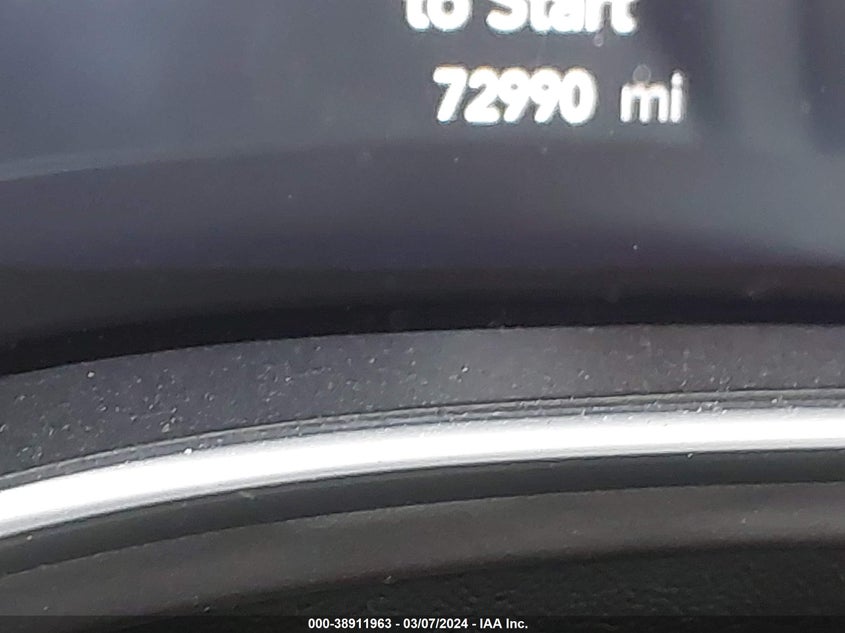 to Start
72990 mi
000-38911963 - 03/07/2024 - IAA Inc.